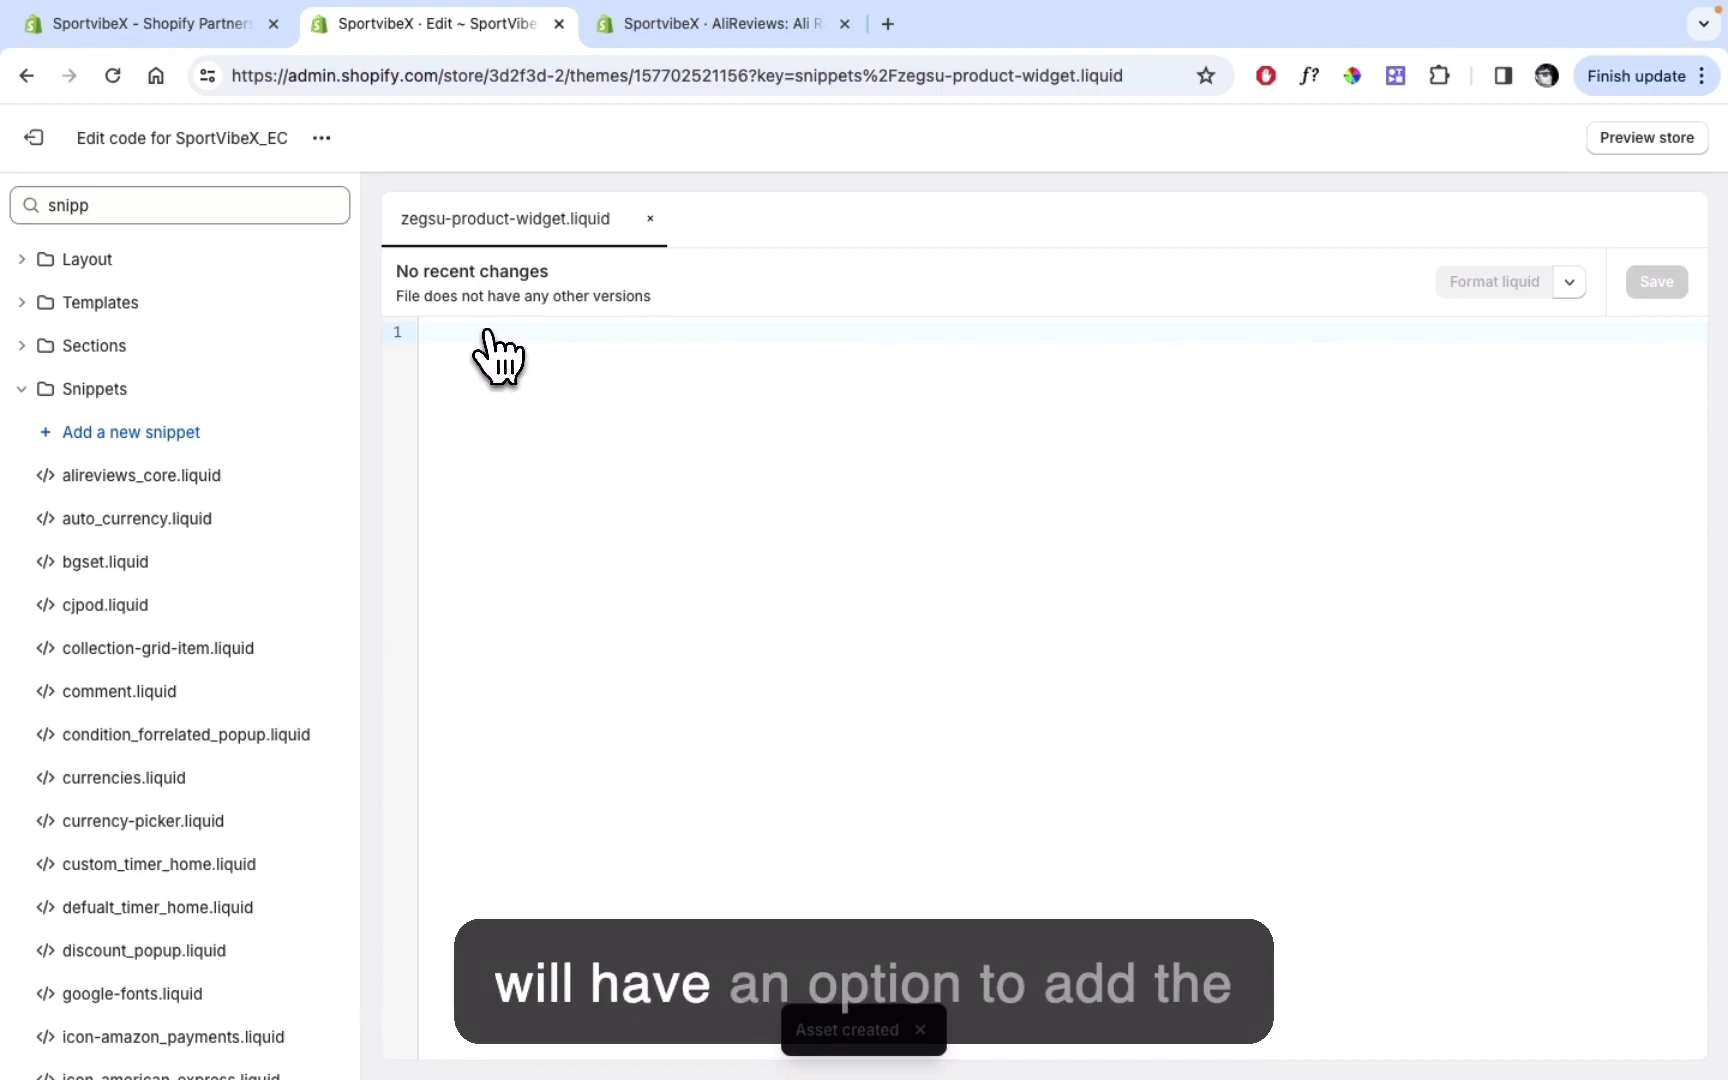 SportvibeX - Shopify Partners
SportvibeX · Edit ~ SportVibe
SportvibeX · AliReviews: Ali R
https://admin.shopify.com/store/3d2f3d-2/themes/157702521156?key=snippets%2Fzegsu-product-widget.liquid
f?
Finish update
Edit code for SportVibeX_EC
Preview store
snipp
Layout
Templates
Sections
Snippets
+ Add a new snippet
</> alireviews_core.liquid
</> auto_currency.liquid
</> bgset.liquid
</> cjpod.liquid
</> collection-grid-item.liquid
</> comment.liquid
</> condition_forrelated_popup.liquid
</> currencies.liquid
</> currency-picker.liquid
</> custom_timer_home.liquid
</> defualt_timer_home.liquid
</> discount_popup.liquid
</> google-fonts.liquid
</> icon-amazon_payments.liquid
</> icon-american_express.liquid
zegsu-product-widget.liquid
No recent changes
File does not have any other versions
Format liquid
Save
1
will have an option to add the
Asset created